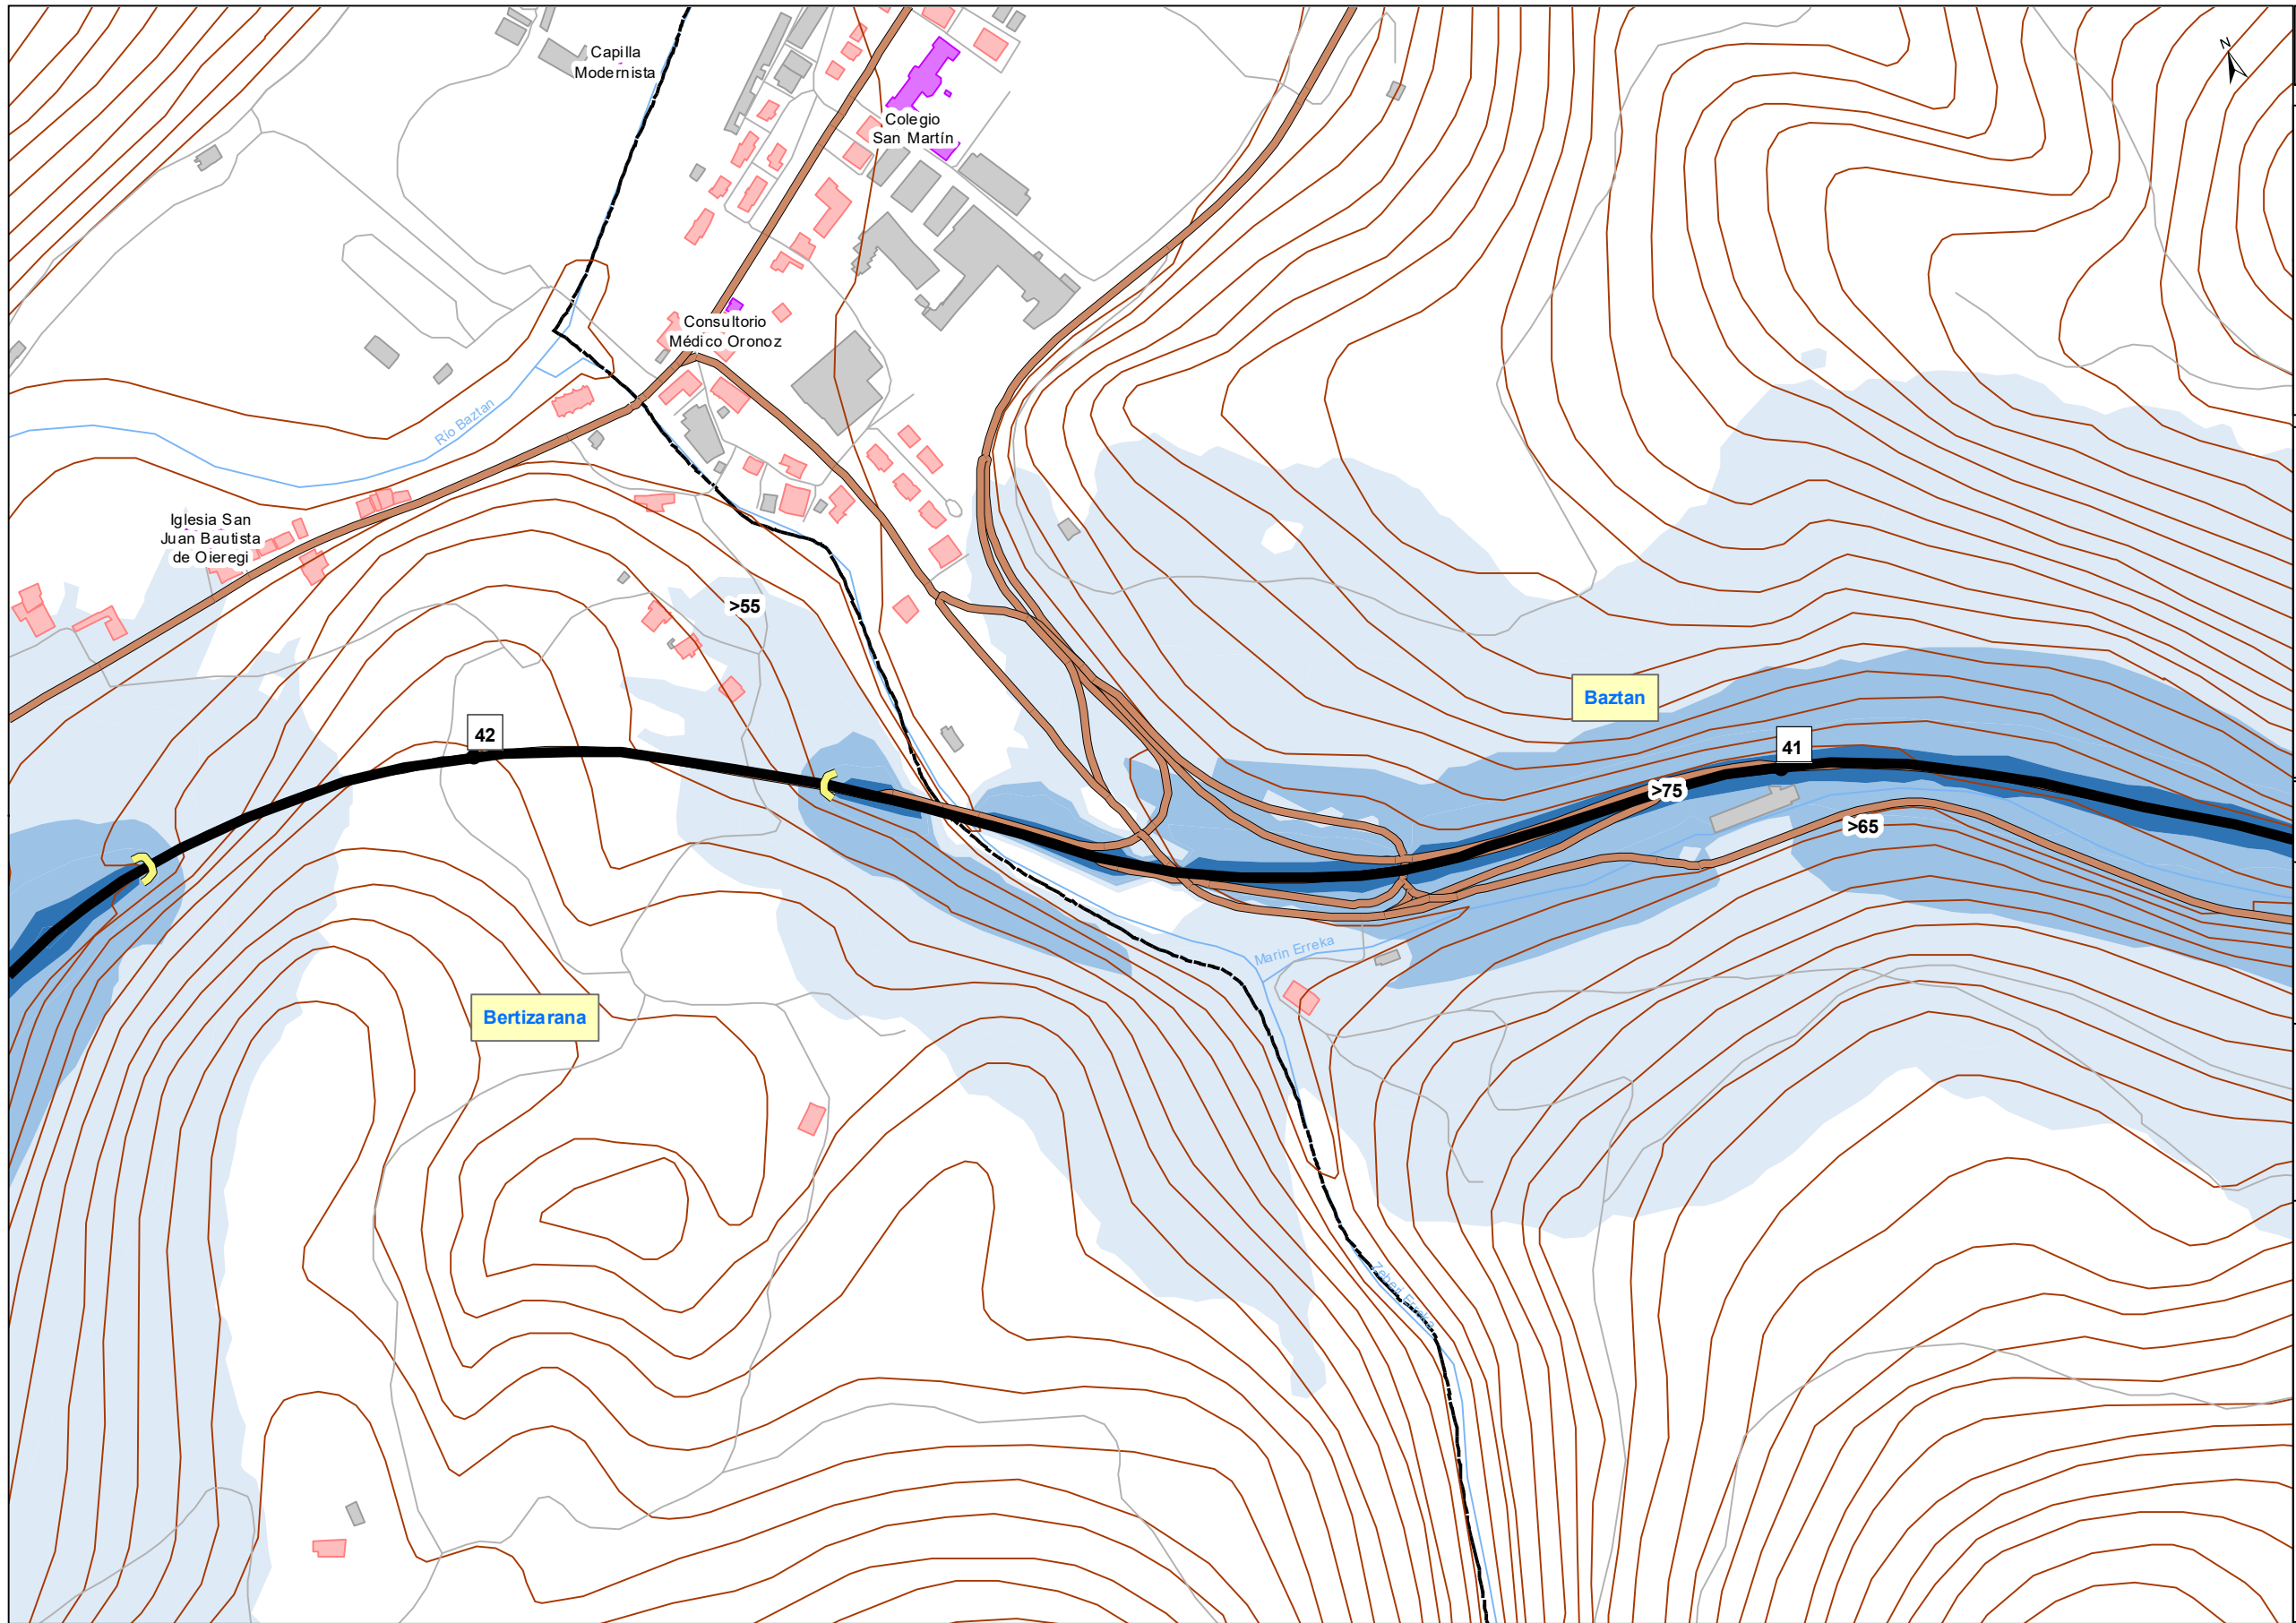 Capilla
Modernista
N
Colegio
San Martín
Consultorio
Médico Oronoz
Río Baztan
Iglesia San
Juan Bautista
de Oieregi
>55
Baztan
42
41
>75
>65
Marin Erreka
Bertizarana
Erreka